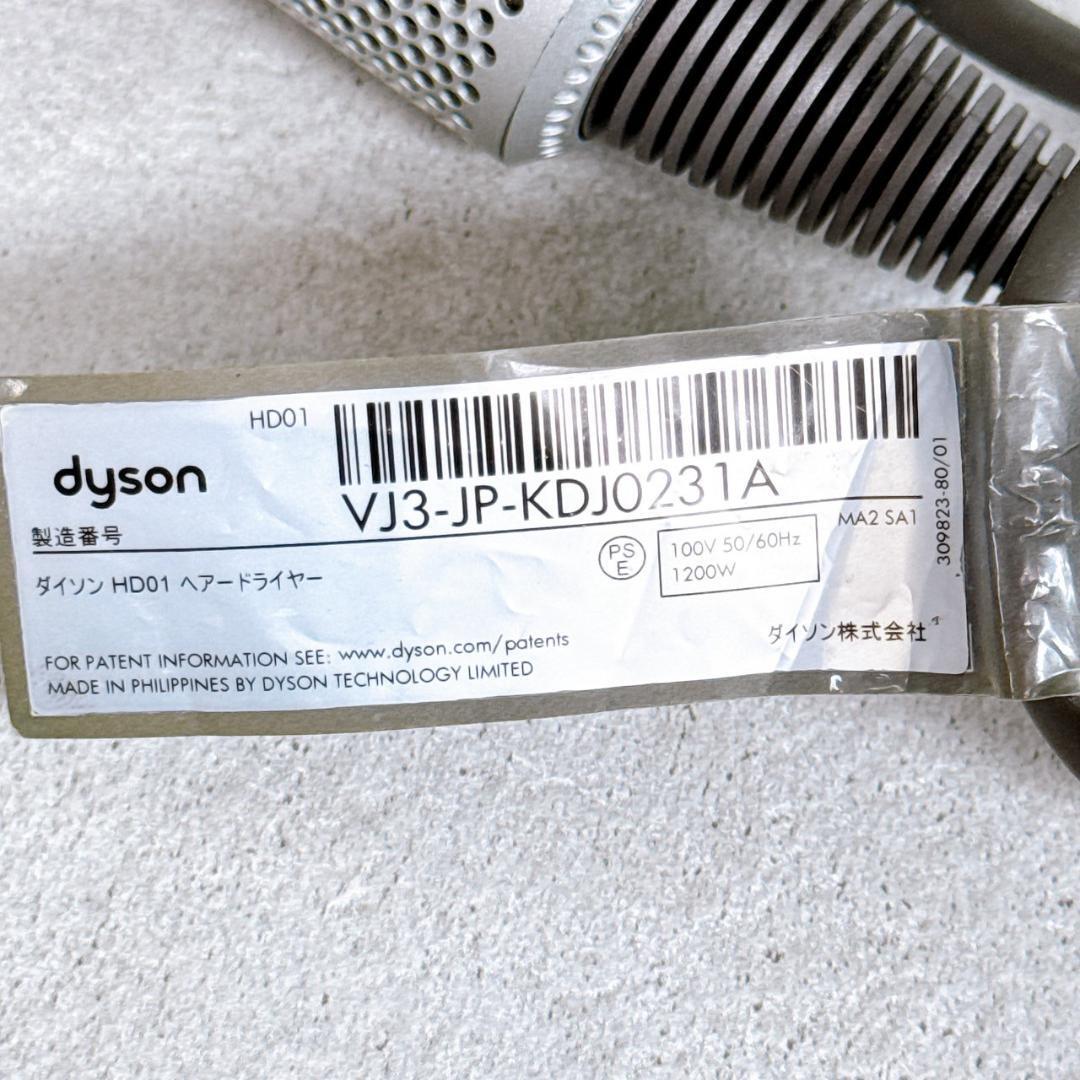 HD01
dyson
VJ3-JP-KDJ0231A
製造番号
MA2 SA1
309823-80/01
ダイソン HD01 ヘアードライヤー
PS
E
100V 50/60Hz
1200W
ダイソン株式会社
FOR PATENT INFORMATION SEE: www.dyson.com/patents
MADE IN PHILIPPINES BY DYSON TECHNOLOGY LIMITED